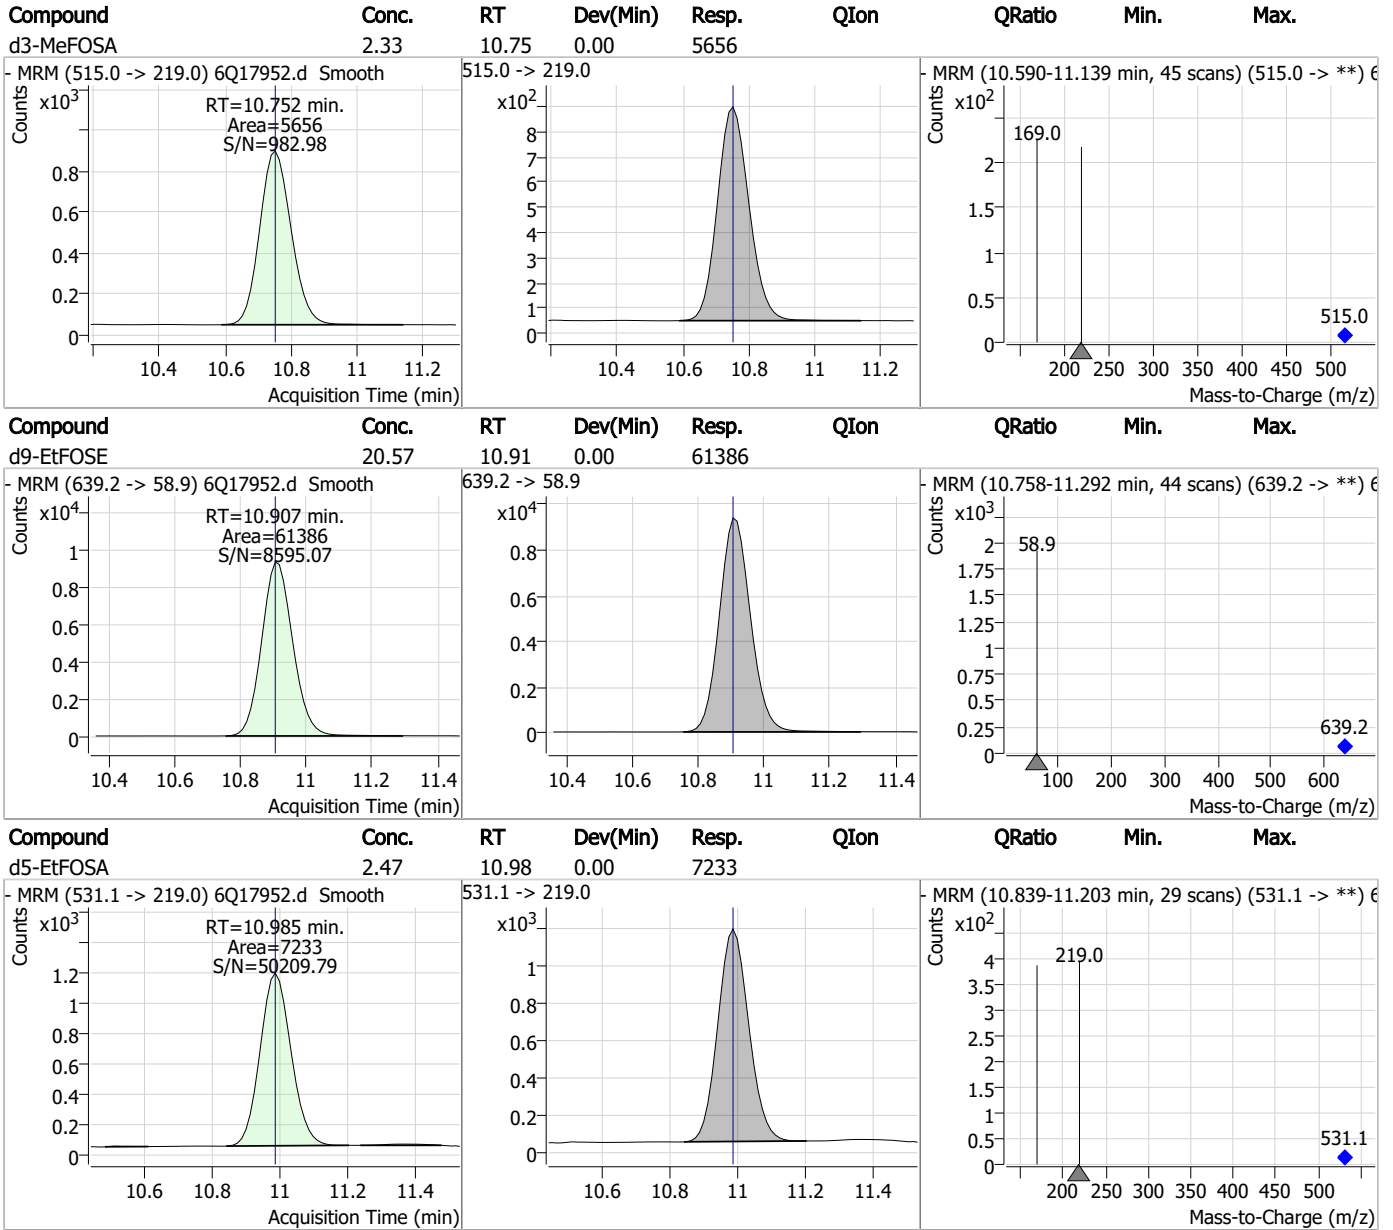 Compound Conc. RT Dev(Min) Resp. QIon QRatio Min. Max.
d3-MeFOSA 2.33 10.75 0.00 5656
- MRM (515.0 -> 219.0) 6Q17952.d Smooth
Counts
x10³
RT=10.752 min.
Area=5656
S/N=982.98
0.8
0.6
0.4
0.2
0
10.4 10.6 10.8 11 11.2
Acquisition Time (min)
515.0 -> 219.0
x10²
8
7
6
5
4
3
2
1
0
10.4 10.6 10.8 11 11.2
- MRM (10.590-11.139 min, 45 scans) (515.0 -> **) 6
Counts
x10²
169.0
2
1.5
1
0.5
0
515.0
200 250 300 350 400 450 500
Mass-to-Charge (m/z)
Compound Conc. RT Dev(Min) Resp. QIon QRatio Min. Max.
d9-EtFOSE 20.57 10.91 0.00 61386
- MRM (639.2 -> 58.9) 6Q17952.d Smooth
Counts
x10⁴
RT=10.907 min.
Area=61386
S/N=8595.07
1
0.8
0.6
0.4
0.2
0
10.4 10.6 10.8 11 11.2 11.4
Acquisition Time (min)
639.2 -> 58.9
x10⁴
0.8
0.6
0.4
0.2
0
10.4 10.6 10.8 11 11.2 11.4
- MRM (10.758-11.292 min, 44 scans) (639.2 -> **) 6
Counts
x10³
58.9
2
1.75
1.5
1.25
1
0.75
0.5
0.25
0
639.2
100 200 300 400 500 600
Mass-to-Charge (m/z)
Compound Conc. RT Dev(Min) Resp. QIon QRatio Min. Max.
d5-EtFOSA 2.47 10.98 0.00 7233
- MRM (531.1 -> 219.0) 6Q17952.d Smooth
Counts
x10³
RT=10.985 min.
Area=7233
S/N=50209.79
1.2
1
0.8
0.6
0.4
0.2
0
10.6 10.8 11 11.2 11.4
Acquisition Time (min)
531.1 -> 219.0
x10³
1
0.8
0.6
0.4
0.2
0
10.6 10.8 11 11.2 11.4
- MRM (10.839-11.203 min, 29 scans) (531.1 -> **) 6
Counts
x10²
219.0
4
3.5
3
2.5
2
1.5
1
0.5
0
531.1
200 250 300 350 400 450 500
Mass-to-Charge (m/z)